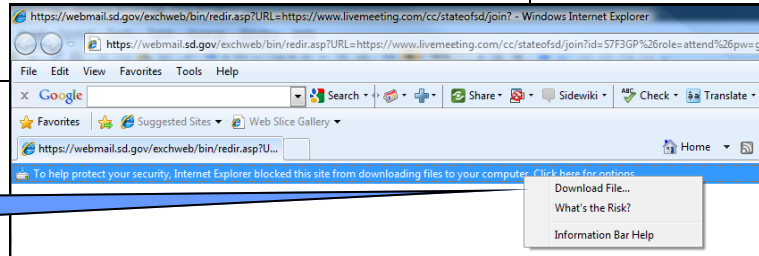 https://webmail.sd.gov/exchweb/bin/redir.asp?URL=https://www.livemeeting.com/cc/stateofsd/join? - Windows Internet Explorer
https://webmail.sd.gov/exchweb/bin/redir.asp?URL=https://www.livemeeting.com/cc/stateofsd/join?id=S7F3GP%26role=attend%26pw=g
File Edit View Favorites Tools Help
x Google Search Share Sidewiki ABC Check aa Translate
Favorites Suggested Sites Web Slice Gallery
https://webmail.sd.gov/exchweb/bin/redir.asp?U... Home
To help protect your security, Internet Explorer blocked this site from downloading files to your computer. Click here for options...
Download File...
What's the Risk?
Information Bar Help